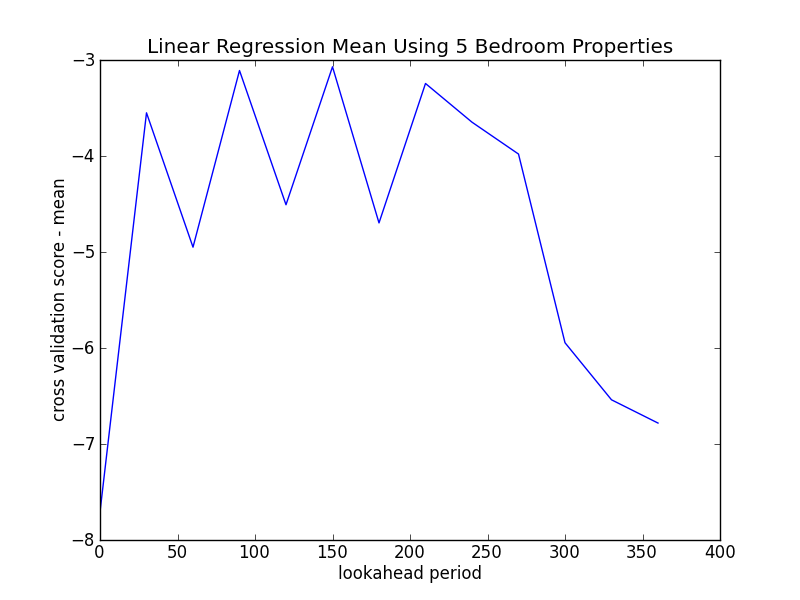 Linear Regression Mean Using 5 Bedroom Properties
cross validation score - mean
−3
−4
−5
−6
−7
−8
0 50 100 150 200 250 300 350 400
lookahead period